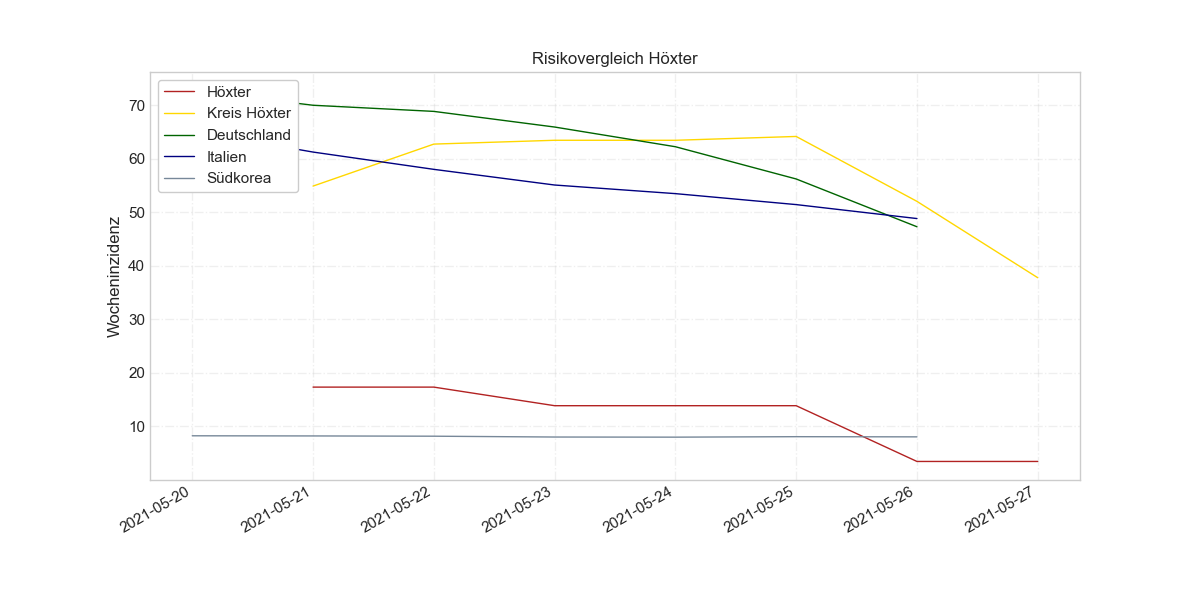 Risikovergleich Höxter
Höxter
Kreis Höxter
Deutschland
Italien
Südkorea
Wocheninzidenz
70
60
50
40
30
20
10
2021-05-20
2021-05-21
2021-05-22
2021-05-23
2021-05-24
2021-05-25
2021-05-26
2021-05-27